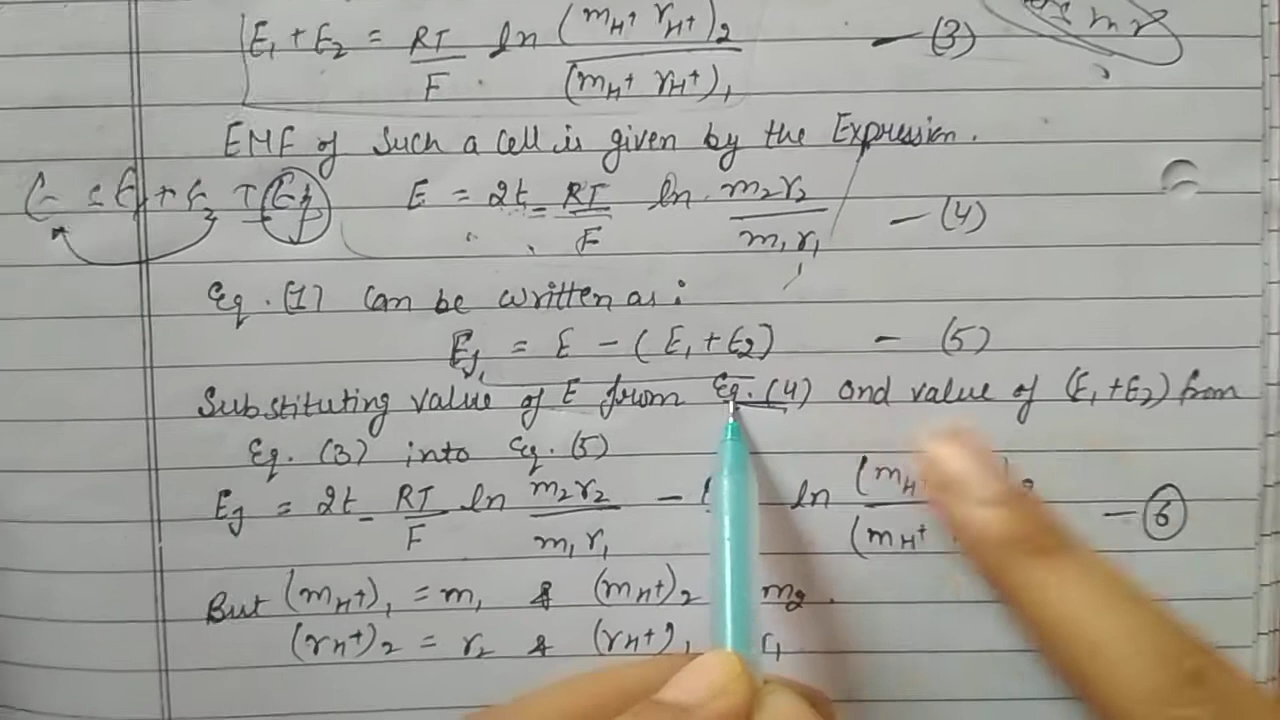 E₁ + E₂ = RT/F ln (mH⁺ γH⁺)₂ / (mH⁺ γH⁺)₁ — (3)
EMF of Such a cell is given by the Expression.
E = 2t₋ RT/F ln m₂γ₂ / m₁γ₁ — (4)
Eq. (1) Can be written as:
Ej = E - (E₁ + E₂) — (5)
Substituting value of E from Eq. (4) and value of (E₁ + E₂) from
Eq. (3) into Eq. (5)
Ej = 2t₋ RT/F ln m₂γ₂ / m₁γ₁ - ln (mH / (mH⁺ — (6)
But (mH⁺)₁ = m₁ & (mH⁺)₂ m₂.
(γH⁺)₂ = γ₂ & (γH⁺)₁